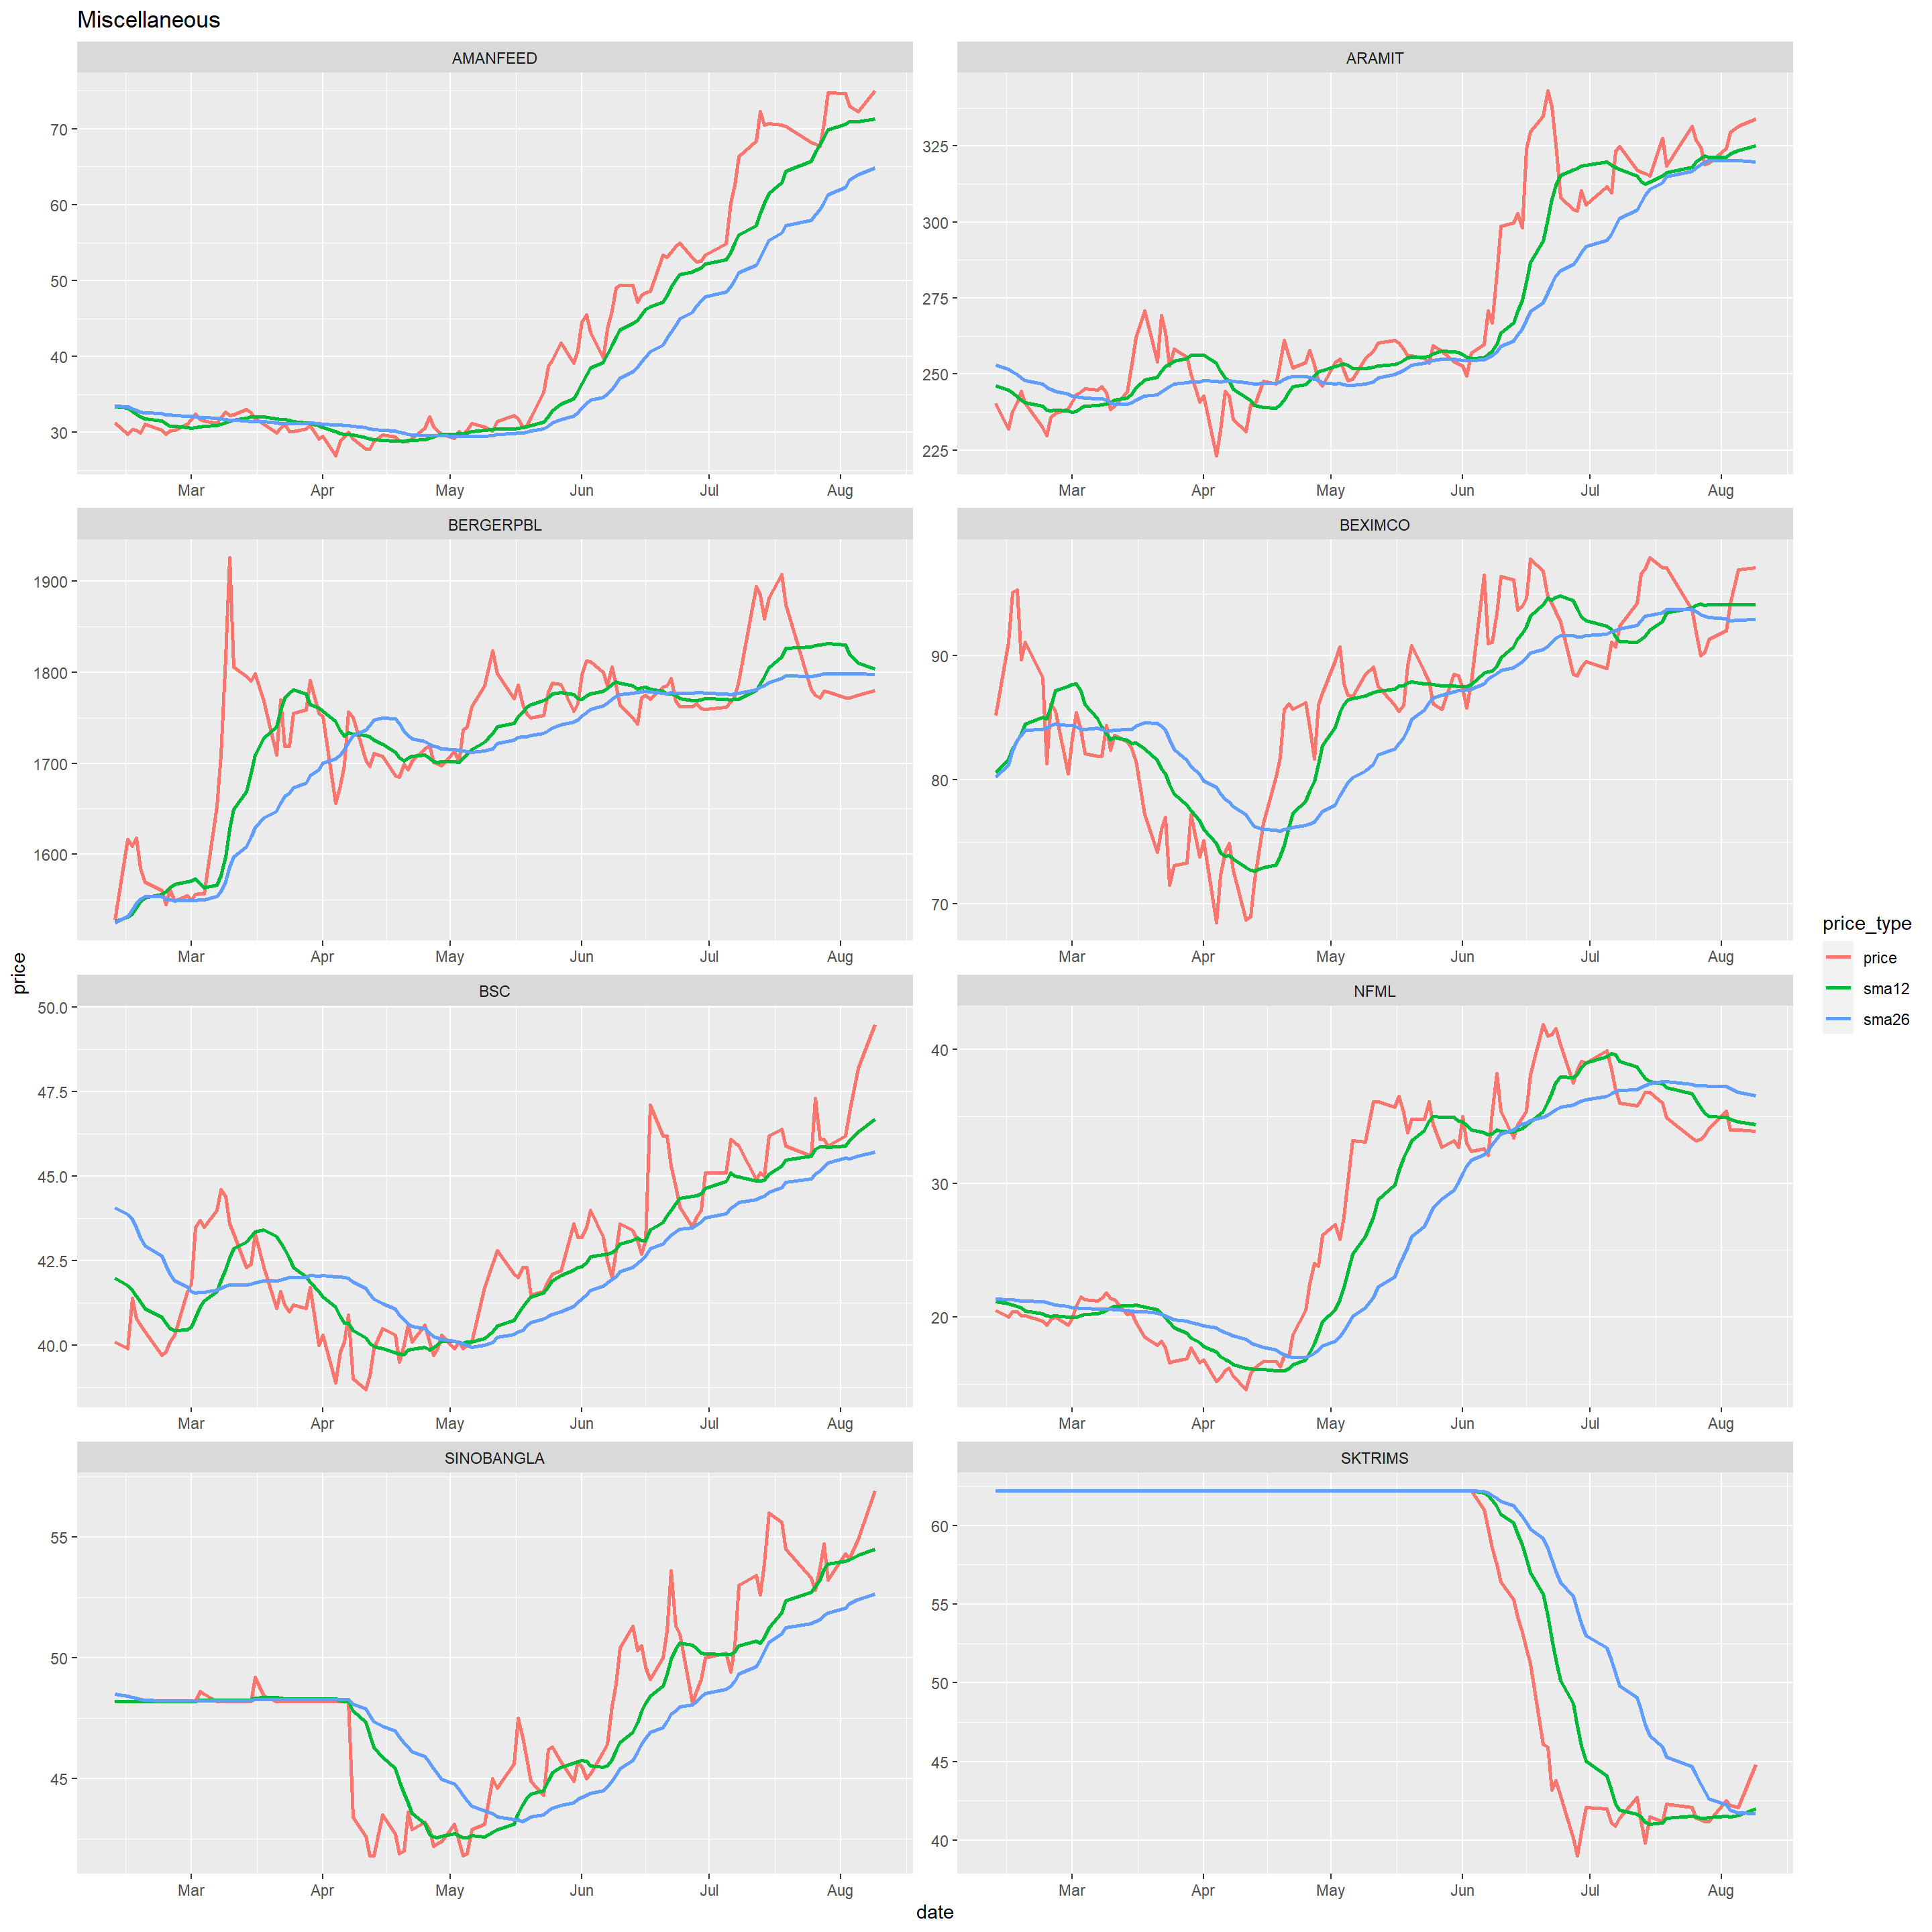 Miscellaneous
AMANFEED
ARAMIT
70
60
50
40
30
325
300
275
250
225
Mar Apr May Jun Jul Aug
Mar Apr May Jun Jul Aug
BERGERPBL
BEXIMCO
1900
1800
1700
1600
90
80
70
Mar Apr May Jun Jul Aug
Mar Apr May Jun Jul Aug
BSC
NFML
50.0
47.5
45.0
42.5
40.0
40
30
20
Mar Apr May Jun Jul Aug
Mar Apr May Jun Jul Aug
SINOBANGLA
SKTRIMS
55
50
45
60
55
50
45
40
Mar Apr May Jun Jul Aug
Mar Apr May Jun Jul Aug
price
date
price_type
price
sma12
sma26